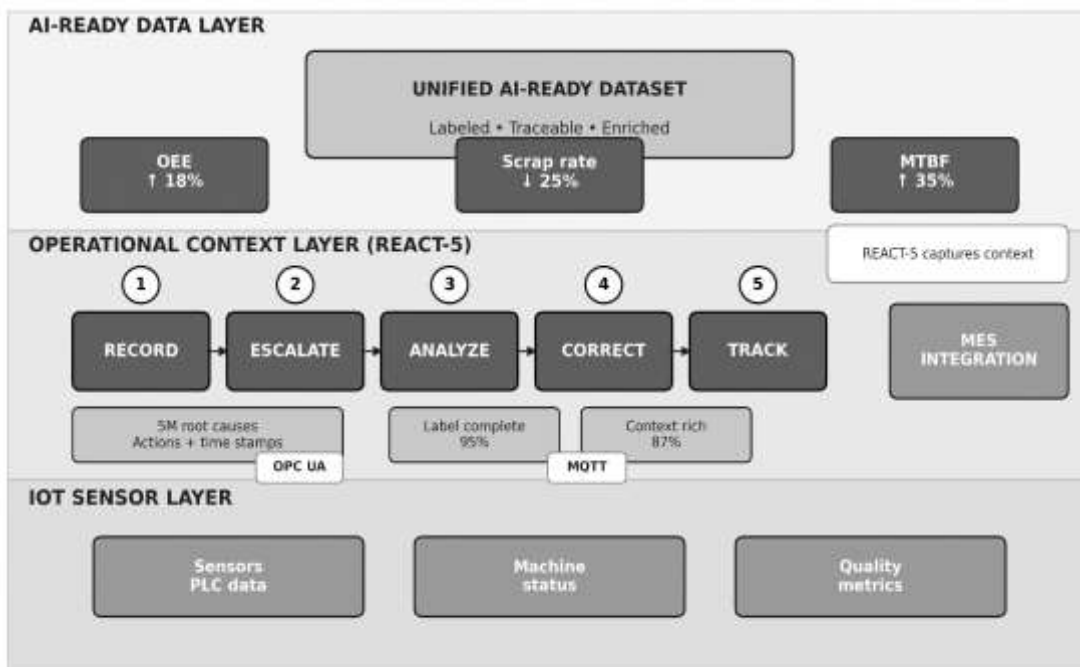 AI-READY DATA LAYER
UNIFIED AI-READY DATASET
Labeled • Traceable • Enriched
OEE
↑ 18%
Scrap rate
↓ 25%
MTBF
↑ 35%
OPERATIONAL CONTEXT LAYER (REACT-5)
REACT-5 captures context
1
2
3
4
5
RECORD
ESCALATE
ANALYZE
CORRECT
TRACK
MES
INTEGRATION
5M root causes
Actions + time stamps
Label complete
95%
Context rich
87%
OPC UA
MQTT
IOT SENSOR LAYER
Sensors
PLC data
Machine
status
Quality
metrics